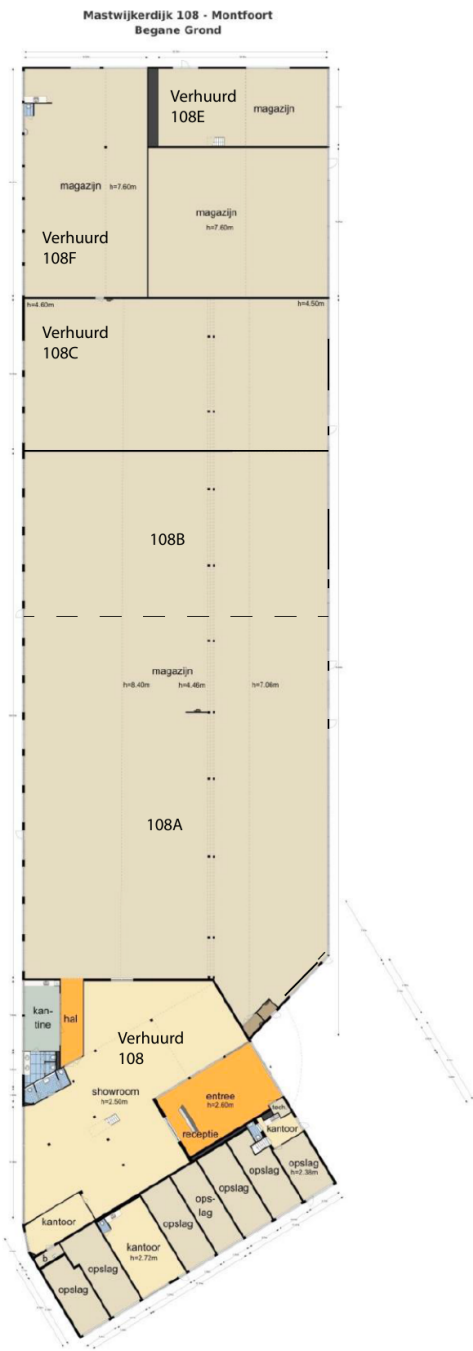 Mastwijkerdijk 108 - Montfoort
Begane Grond
Verhuurd
108E
magazijn
magazijn h=7.60m
magazijn
h=7.60m
Verhuurd
108F
h=4.60m
h=4.50m
Verhuurd
108C
108B
magazijn
h=8.40m h=4.46m h=7.06m
108A
kan-
tine
hal
Verhuurd
108
showroom
h=2.56m
entree
h=2.60m
receptie
tech.
kantoor
opslag
h=2.38m
opslag
opslag
ops-
lag
opslag
kantoor
kantoor
h=2.72m
opslag
opslag